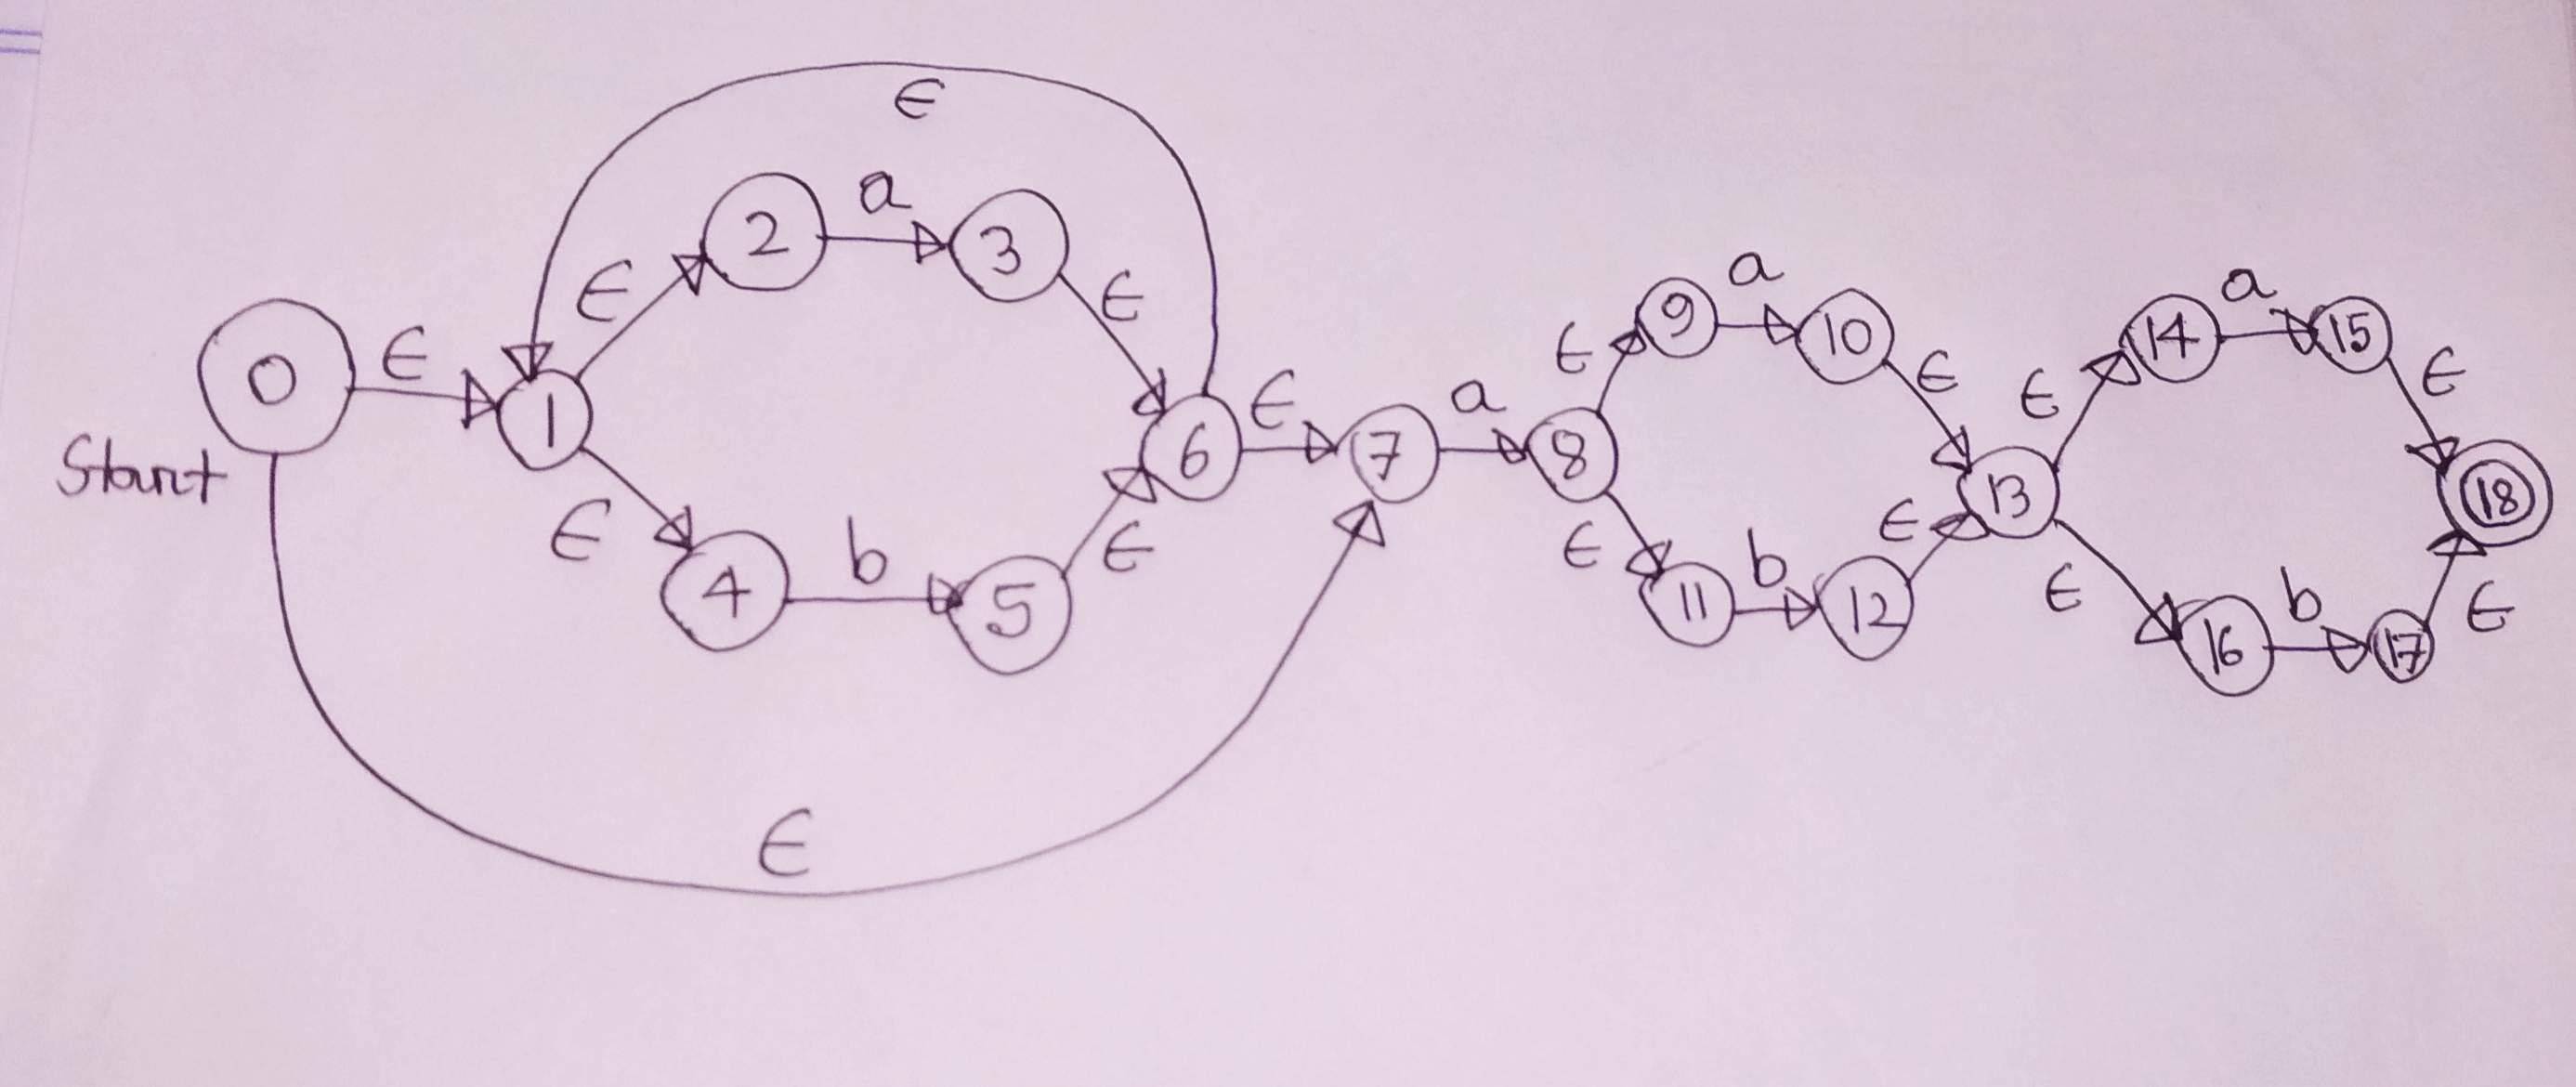 ϵ
2 a 3
ϵ ϵ
0 ϵ 1 6 ϵ 7 a 8
Start
ϵ 4 b 5 ϵ
ϵ
ϵ 9 a 10 ϵ
ϵ 11 b 12 ϵ
13
ϵ 14 a 15 ϵ
ϵ 16 b 17 ϵ
18